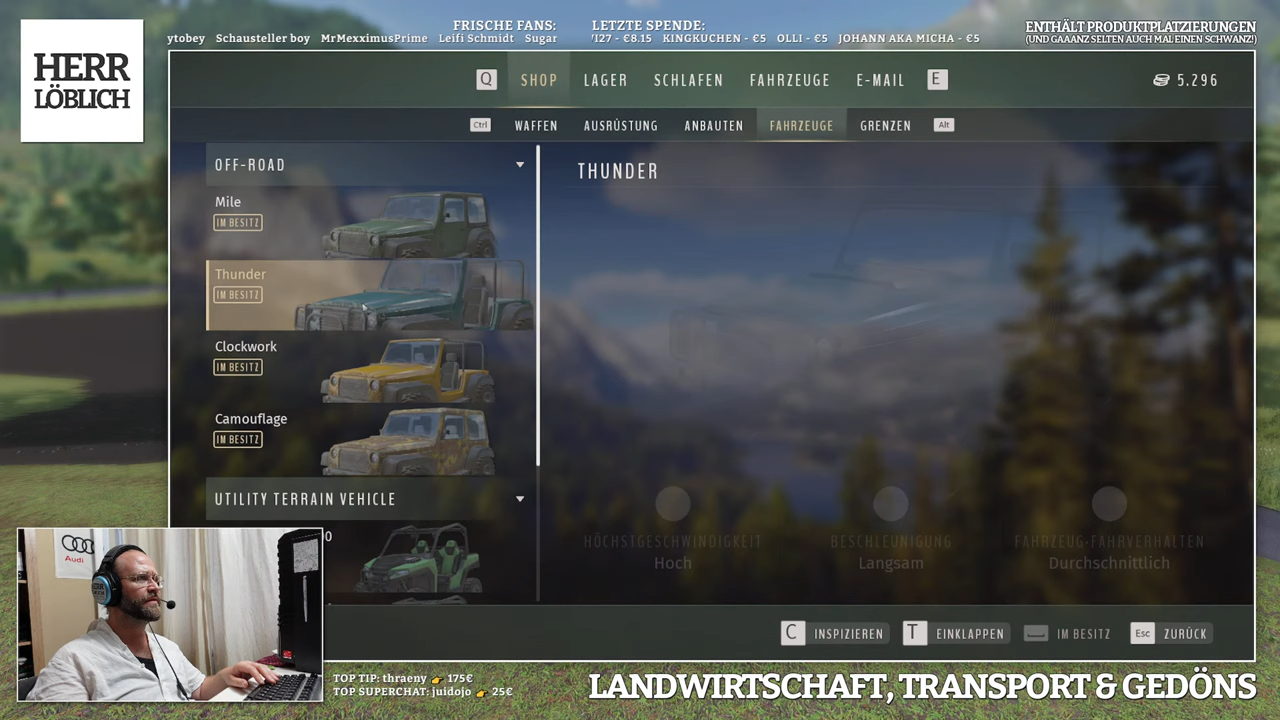 HERR
LÖBLICH
FRISCHE FANS:
ytobey Schausteller boy MrMexximusPrime Leifi Schmidt Sugar
LETZTE SPENDE:
'127 - €8.15 KINGKUCHEN - €5 OLLI - €5 JOHANN AKA MICHA - €5
ENTHÄLT PRODUKTPLATZIERUNGEN
(UND GAAANZ SELTEN AUCH MAL EINEN SCHWANZ!)
Q SHOP LAGER SCHLAFEN FAHRZEUGE E-MAIL E 5.296
Ctrl WAFFEN AUSRÜSTUNG ANBAUTEN FAHRZEUGE GRENZEN Alt
OFF-ROAD
Mile
IM BESITZ
Thunder
IM BESITZ
Clockwork
IM BESITZ
Camouflage
IM BESITZ
UTILITY TERRAIN VEHICLE
THUNDER
HÖCHSTGESCHWINDIGKEIT
Hoch
BESCHLEUNIGUNG
Langsam
FAHRZEUG-FAHRVERHALTEN
Durchschnittlich
C INSPIZIEREN T EINKLAPPEN IM BESITZ Esc ZURÜCK
Audi
TOP TIP: thraeny 👉 175€
TOP SUPERCHAT: juidojo 👉 25€
LANDWIRTSCHAFT, TRANSPORT & GEDÖNS